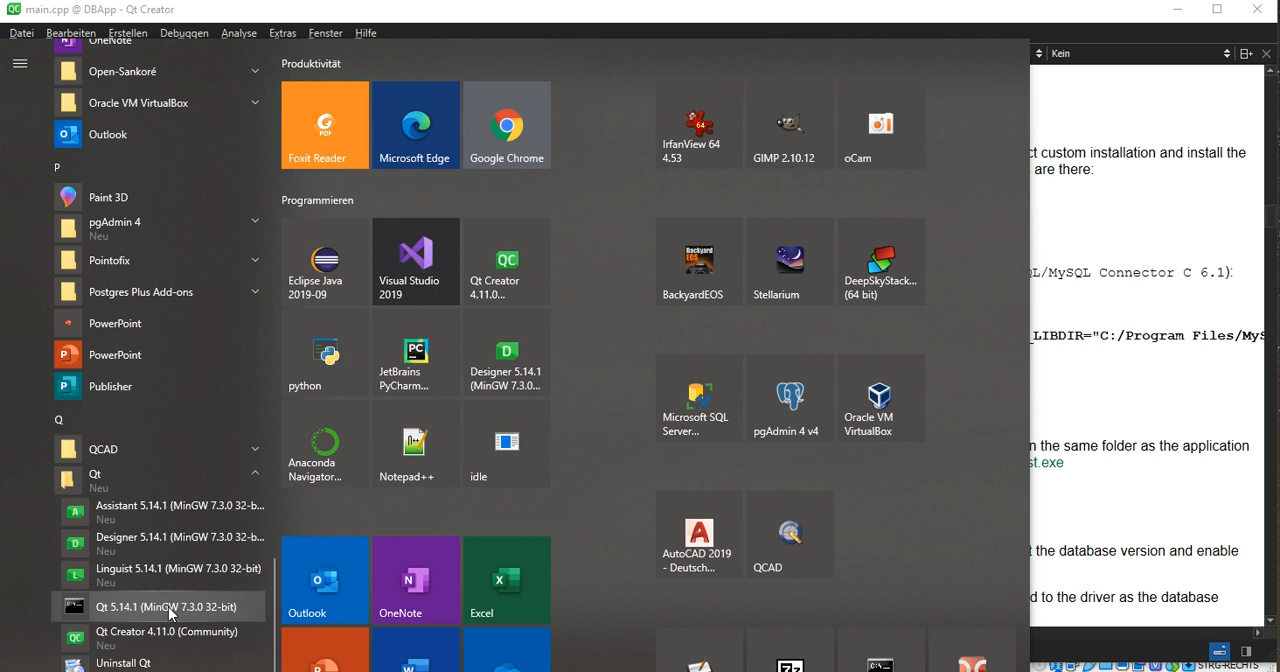 main.cpp @ DBApp - Qt Creator
Datei Bearbeiten Erstellen Debuggen Analyse Extras Fenster Hilfe
Kein
OneNote
Open-Sankoré
Oracle VM VirtualBox
Outlook
P
Paint 3D
pgAdmin 4
Neu
Pointofix
Postgres Plus Add-ons
PowerPoint
PowerPoint
Publisher
Q
QCAD
Qt
Neu
Assistant 5.14.1 (MinGW 7.3.0 32-b...
Neu
Designer 5.14.1 (MinGW 7.3.0 32-b...
Neu
Linguist 5.14.1 (MinGW 7.3.0 32-bit)
Neu
Qt 5.14.1 (MinGW 7.3.0 32-bit)
Qt Creator 4.11.0 (Community)
Neu
Uninstall Qt
Produktivität
Foxit Reader
Microsoft Edge
Google Chrome
Programmieren
Eclipse Java
2019-09
Visual Studio
2019
Qt Creator
4.11.0...
python
JetBrains
PyCharm...
Designer 5.14.1
(MinGW 7.3.0...
Anaconda
Navigator...
Notepad++
idle
Outlook
OneNote
Excel
IrfanView 64
4.53
GIMP 2.10.12
oCam
BackyardEOS
Stellarium
DeepSkyStack...
(64 bit)
Microsoft SQL
Server...
pgAdmin 4 v4
Oracle VM
VirtualBox
AutoCAD 2019
- Deutsch...
QCAD
ct custom installation and install the
are there:
QL/MySQL Connector C 6.1):
_LIBDIR="C:/Program Files/MyS
n the same folder as the application
st.exe
t the database version and enable
d to the driver as the database
STRG-RECHTS